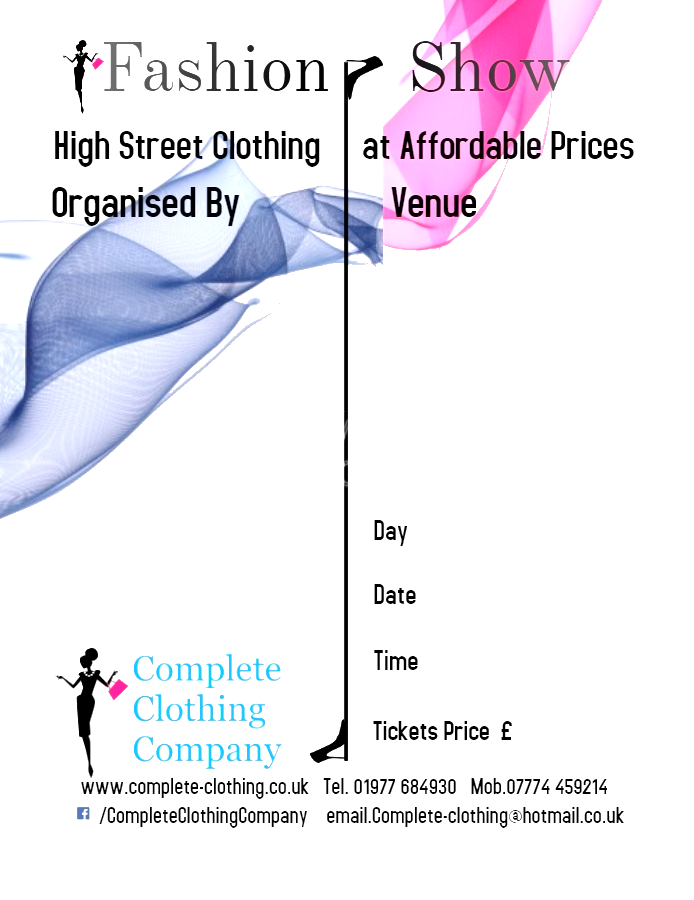 Fashion Show
High Street Clothing at Affordable Prices
Organised By Venue
Day
Date
Time
Tickets Price £
Complete
Clothing
Company
www.complete-clothing.co.uk Tel. 01977 684930 Mob.07774 459214
/CompleteClothingCompany email.Complete-clothing@hotmail.co.uk